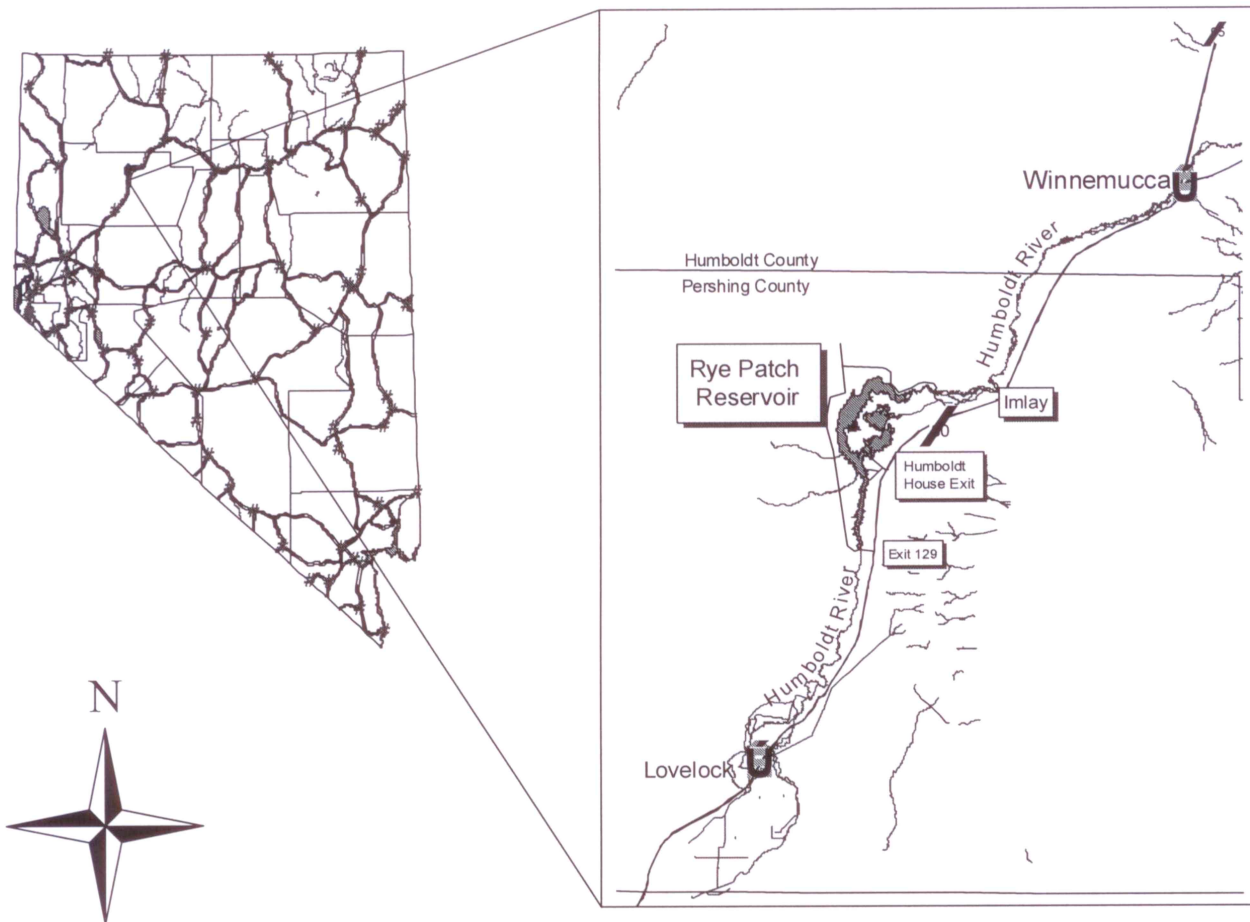 N
Winnemucca
Humboldt River
Humboldt County
Pershing County
Rye Patch
Reservoir
Imlay
Humboldt
House Exit
Exit 129
Humboldt River
Lovelock